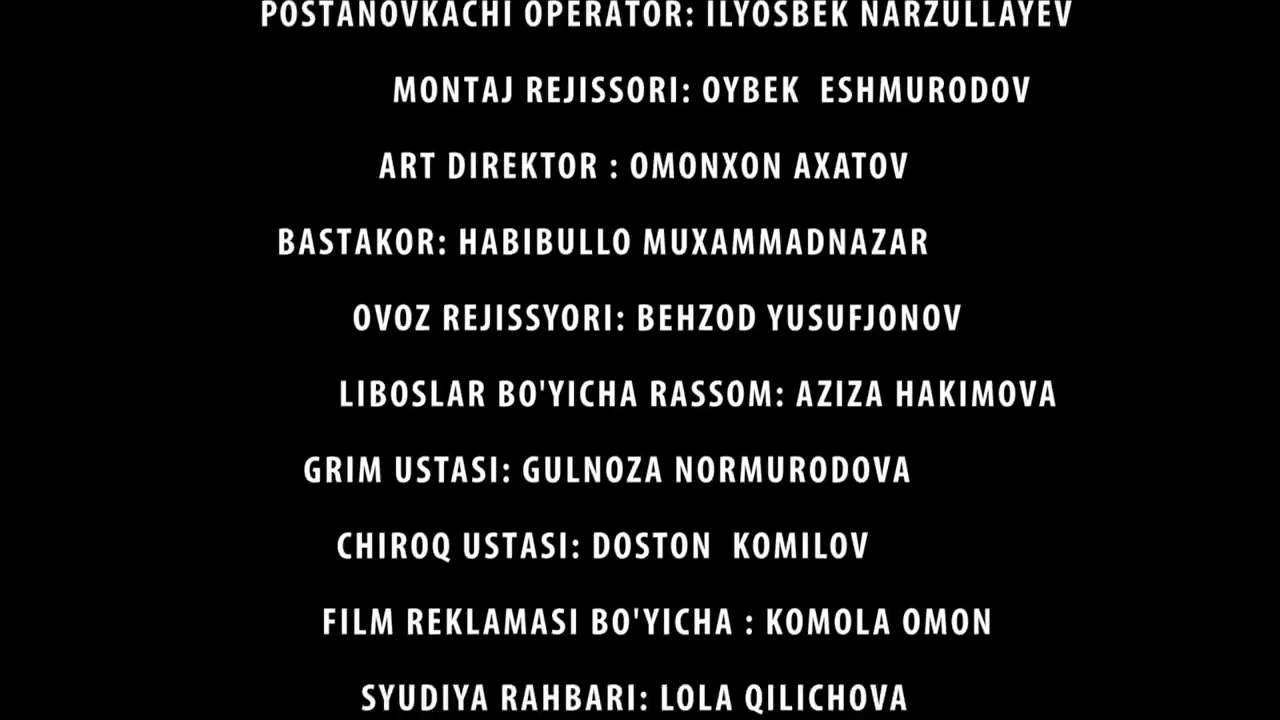 POSTANOVKACHI OPERATOR: ILYOSBEK NARZULLAYEV
MONTAJ REJISSORI: OYBEK  ESHMURODOV
ART DIREKTOR : OMONXON AXATOV
BASTAKOR: HABIBULLO MUXAMMADNAZAR
OVOZ REJISSYORI: BEHZOD YUSUFJONOV
LIBOSLAR BO'YICHA RASSOM: AZIZA HAKIMOVA
GRIM USTASI: GULNOZA NORMURODOVA
CHIROQ USTASI: DOSTON  KOMILOV
FILM REKLAMASI BO'YICHA : KOMOLA OMON
SYUDIYA RAHBARI: LOLA QILICHOVA